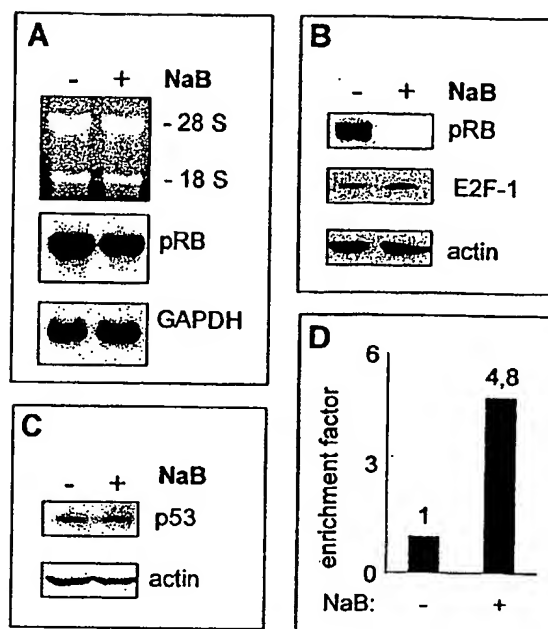 A
- + NaB
- 28 S
- 18 S
pRB
GAPDH
B
- + NaB
pRB
E2F-1
actin
C
- + NaB
p53
actin
D
6
3
0
enrichment factor
1
4,8
NaB: - +